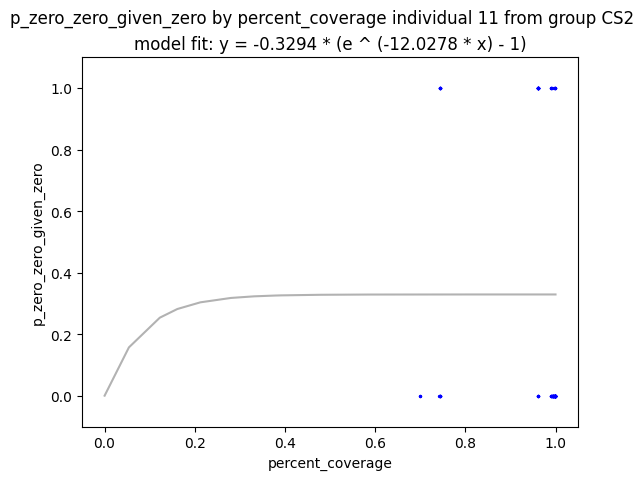 p_zero_zero_given_zero by percent_coverage individual 11 from group CS2
model fit: y = -0.3294 * (e ^ (-12.0278 * x) - 1)
1.0
0.8
0.6
0.4
0.2
0.0
p_zero_zero_given_zero
0.0 0.2 0.4 0.6 0.8 1.0
percent_coverage